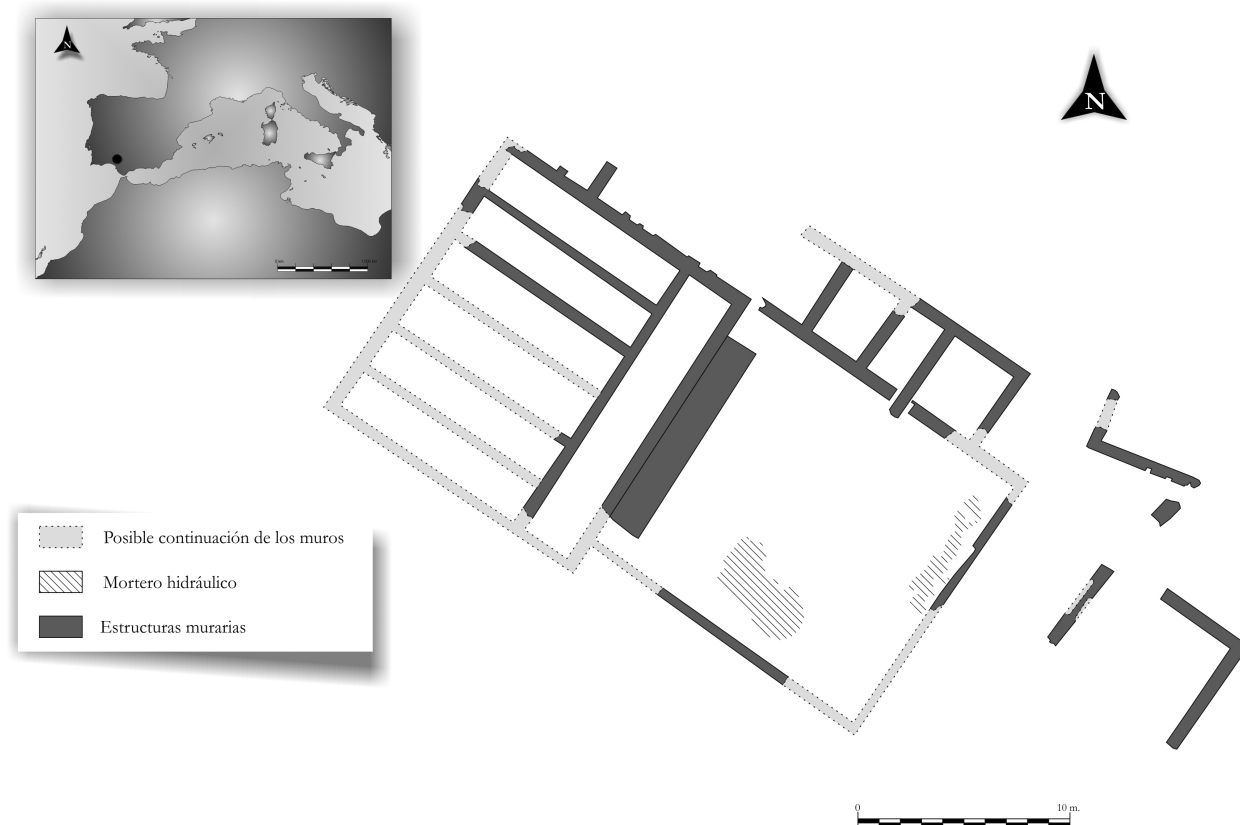 N
N
Posible continuación de los muros
Mortero hidráulico
Estructuras murarias
0 10 m.